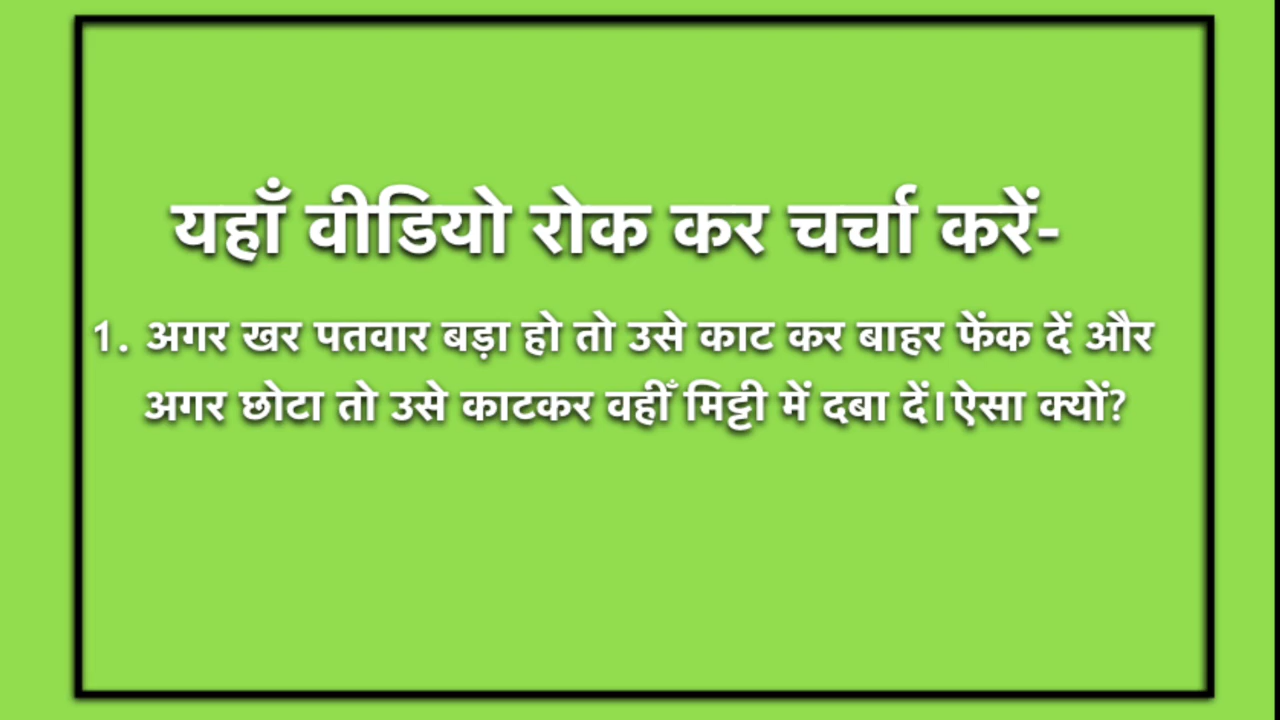 यहाँ वीडियो रोक कर चर्चा करें-
1. अगर खर पतवार बड़ा हो तो उसे काट कर बाहर फेंक दें और
अगर छोटा तो उसे काटकर वहीँ मिट्टी में दबा दें।ऐसा क्यों?